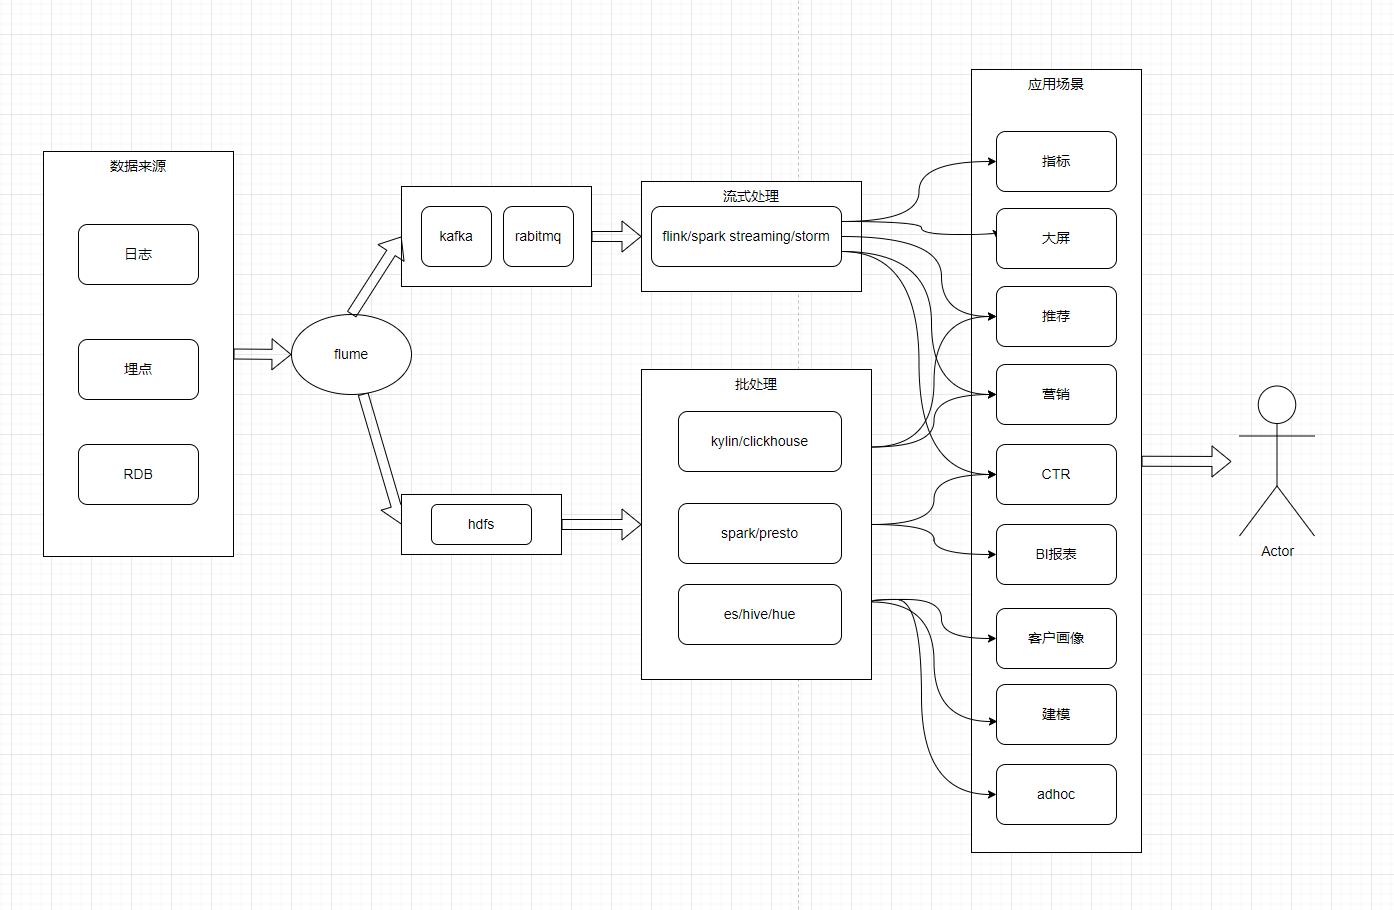 数据来源
日志
埋点
RDB
flume
kafka
rabitmq
hdfs
流式处理
flink/spark streaming/storm
批处理
kylin/clickhouse
spark/presto
es/hive/hue
应用场景
指标
大屏
推荐
营销
CTR
BI报表
客户画像
建模
adhoc
Actor